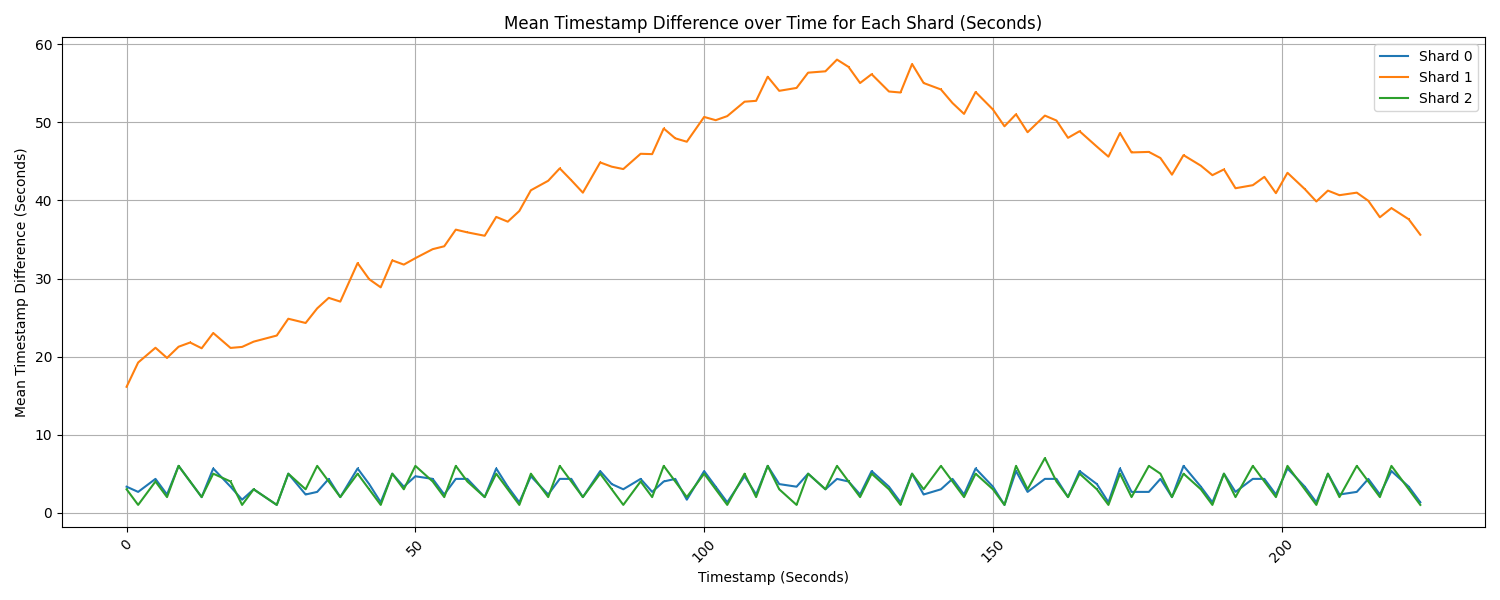 Mean Timestamp Difference over Time for Each Shard (Seconds)
Shard 0
Shard 1
Shard 2
Mean Timestamp Difference (Seconds)
60
50
40
30
20
10
0
0
50
100
150
200
Timestamp (Seconds)